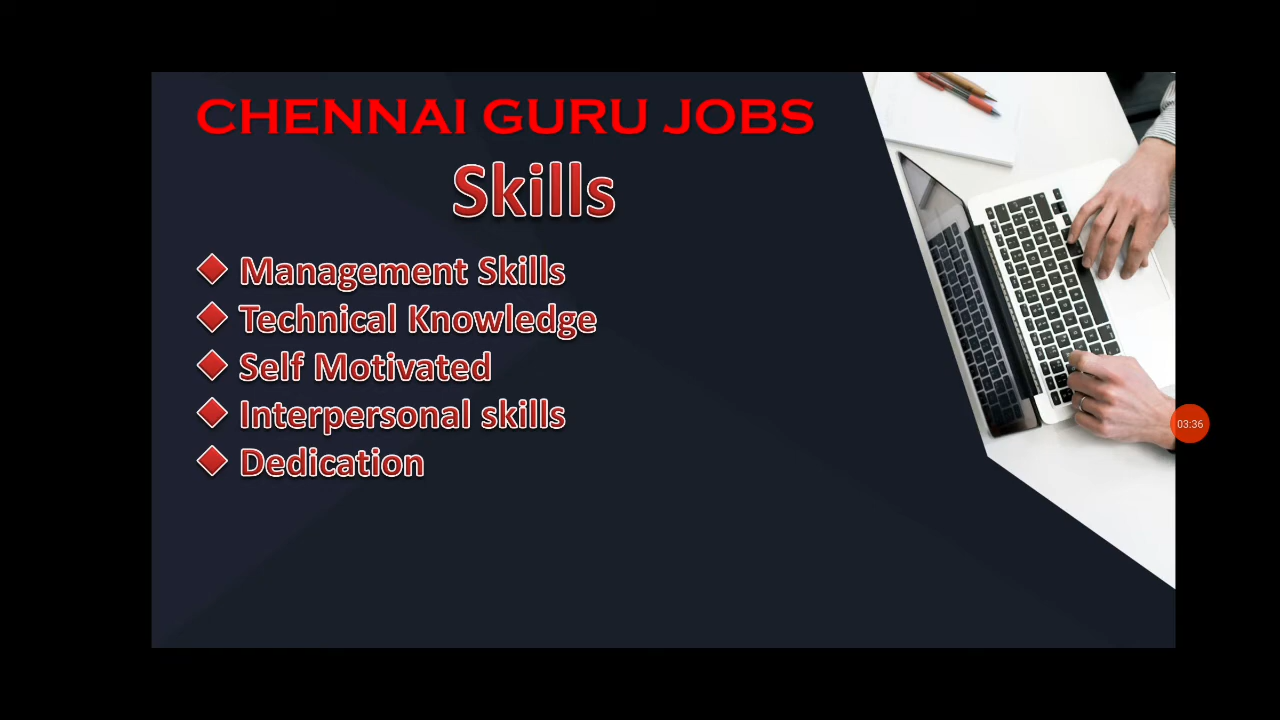 CHENNAI GURU JOBS
Skills
Management Skills
Technical Knowledge
Self Motivated
Interpersonal skills
Dedication
03:36